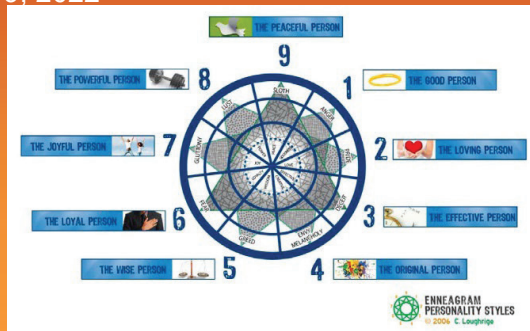 THE PEACEFUL PERSON
9
THE POWERFUL PERSON
8
1
THE GOOD PERSON
SLOTH
LUST
ANGER
THE JOYFUL PERSON
7
GLUTTONY
PRIDE
2
THE LOVING PERSON
THE LOYAL PERSON
6
FEAR
DECEIT
3
THE EFFECTIVE PERSON
GREED
ENVY
MELANCHOLY
THE WISE PERSON
5
4
THE ORIGINAL PERSON
ENNEAGRAM
PERSONALITY STYLES
© 2006 C. Loughrige